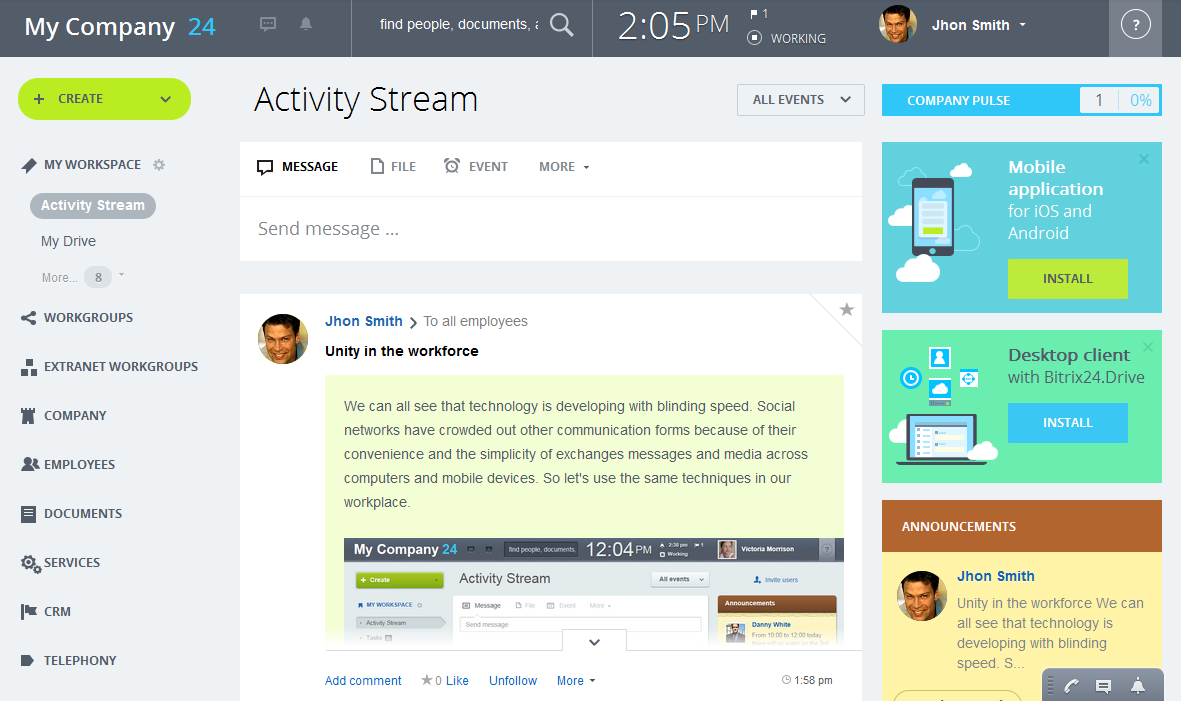 My Company 24
find people, documents, a
2:05 PM
1
WORKING
Jhon Smith
?
+ CREATE
Activity Stream
ALL EVENTS
COMPANY PULSE 1 0%
MY WORKSPACE
Activity Stream
My Drive
More... 8
WORKGROUPS
EXTRANET WORKGROUPS
COMPANY
EMPLOYEES
DOCUMENTS
SERVICES
CRM
TELEPHONY
MESSAGE FILE EVENT MORE
Send message ...
Jhon Smith > To all employees
Unity in the workforce
We can all see that technology is developing with blinding speed. Social
networks have crowded out other communication forms because of their
convenience and the simplicity of exchanges messages and media across
computers and mobile devices. So let's use the same techniques in our
workplace.
My Company 24
find people, documents,
12:04 PM
2:30 pm 1
Working
Victoria Morrison
?
+ Create
Activity Stream
All events
Invite users
MY WORKSPACE
Activity Stream
Tasks
Message File Event More
Send message
Announcements
Danny White
From 10:00 to 12:00 today
Add comment
0 Like
Unfollow
More
1:58 pm
Mobile
application
for iOS and
Android
INSTALL
Desktop client
with Bitrix24.Drive
INSTALL
ANNOUNCEMENTS
Jhon Smith
Unity in the workforce We can
all see that technology is
developing with blinding
speed. S...